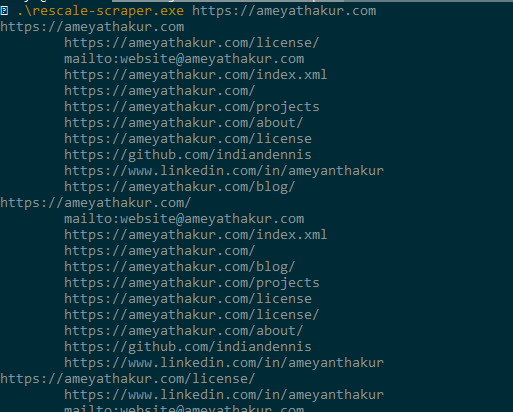 .\rescale-scraper.exe https://ameyathakur.com
https://ameyathakur.com
https://ameyathakur.com/license/
mailto:website@ameyathakur.com
https://ameyathakur.com/index.xml
https://ameyathakur.com/
https://ameyathakur.com/projects
https://ameyathakur.com/about/
https://ameyathakur.com/license
https://github.com/indiandennis
https://www.linkedin.com/in/ameyanthakur
https://ameyathakur.com/blog/
https://ameyathakur.com/
mailto:website@ameyathakur.com
https://ameyathakur.com/index.xml
https://ameyathakur.com/
https://ameyathakur.com/blog/
https://ameyathakur.com/projects
https://ameyathakur.com/license
https://ameyathakur.com/license/
https://ameyathakur.com/about/
https://github.com/indiandennis
https://www.linkedin.com/in/ameyanthakur
https://ameyathakur.com/license/
https://www.linkedin.com/in/ameyanthakur
mailto:website@ameyathakur.com